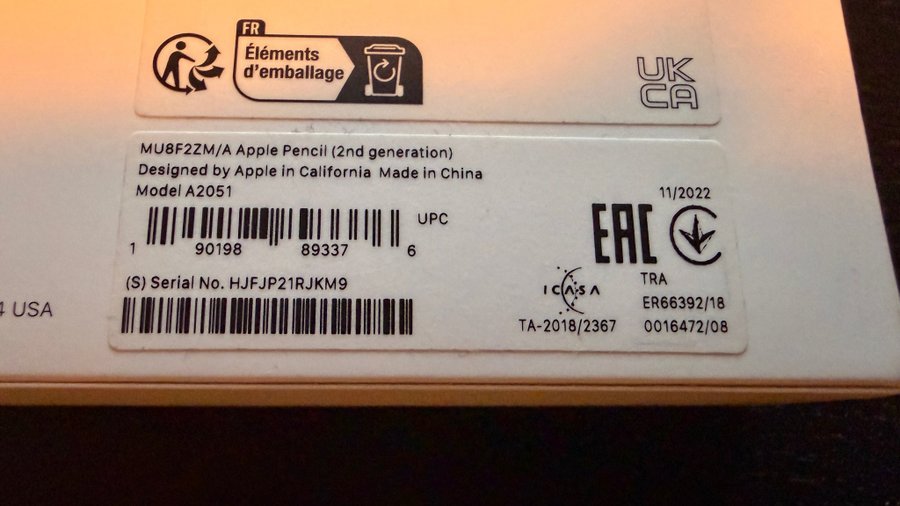 FR
Éléments
d'emballage
UK
CA
MU8F2ZM/A Apple Pencil (2nd generation)
Designed by Apple in California Made in China
Model A2051
UPC
1 90198 89337 6
(S) Serial No. HJFJP21RJKM9
11/2022
EAC
TRA
ICASA
ER66392/18
TA-2018/2367
0016472/08
4 USA